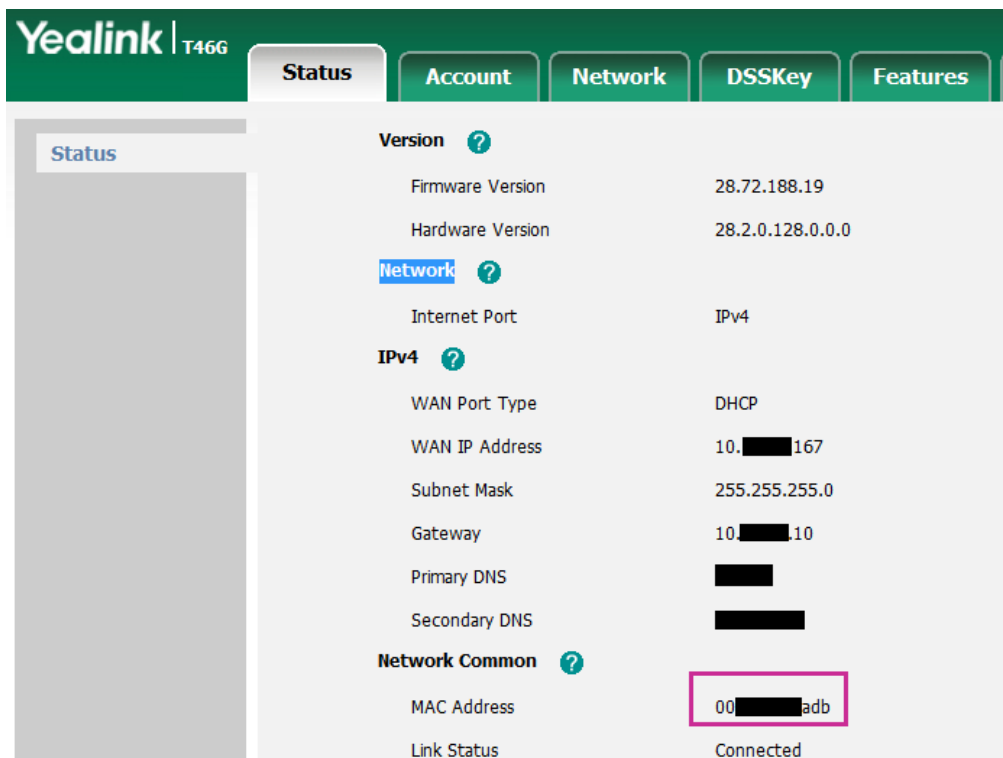 Yealink T46G
Status Account Network DSSKey Features
Status
Version ?
Firmware Version 28.72.188.19
Hardware Version 28.2.0.128.0.0.0
Network ?
Internet Port IPv4
IPv4 ?
WAN Port Type DHCP
WAN IP Address 10. 167
Subnet Mask 255.255.255.0
Gateway 10. .10
Primary DNS
Secondary DNS
Network Common ?
MAC Address 00 adb
Link Status Connected